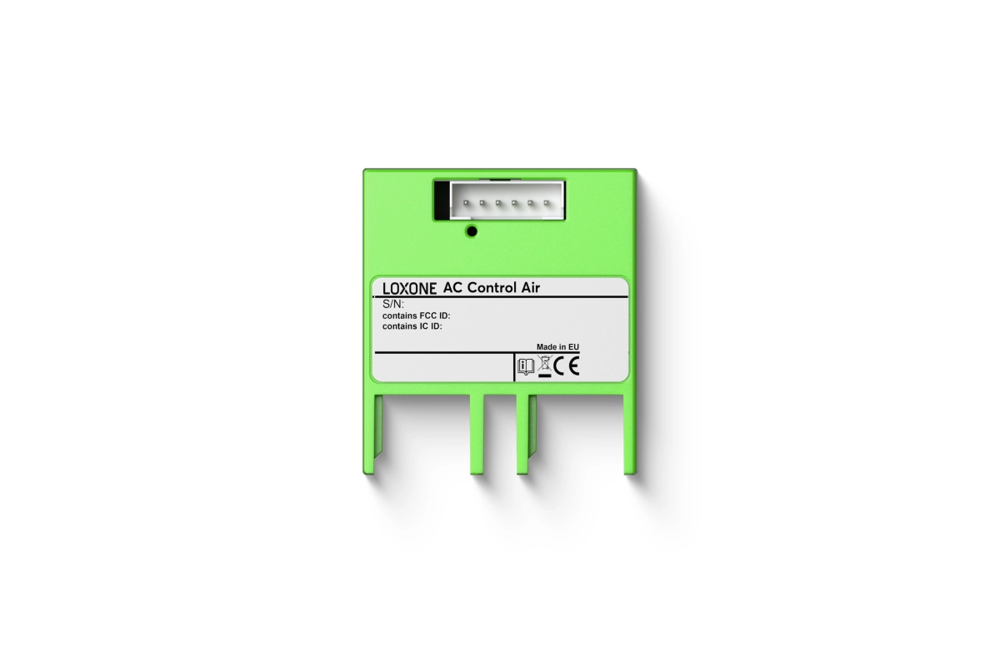 LOXONE AC Control Air
S/N:
contains FCC ID:
contains IC ID:
Made in EU
CE